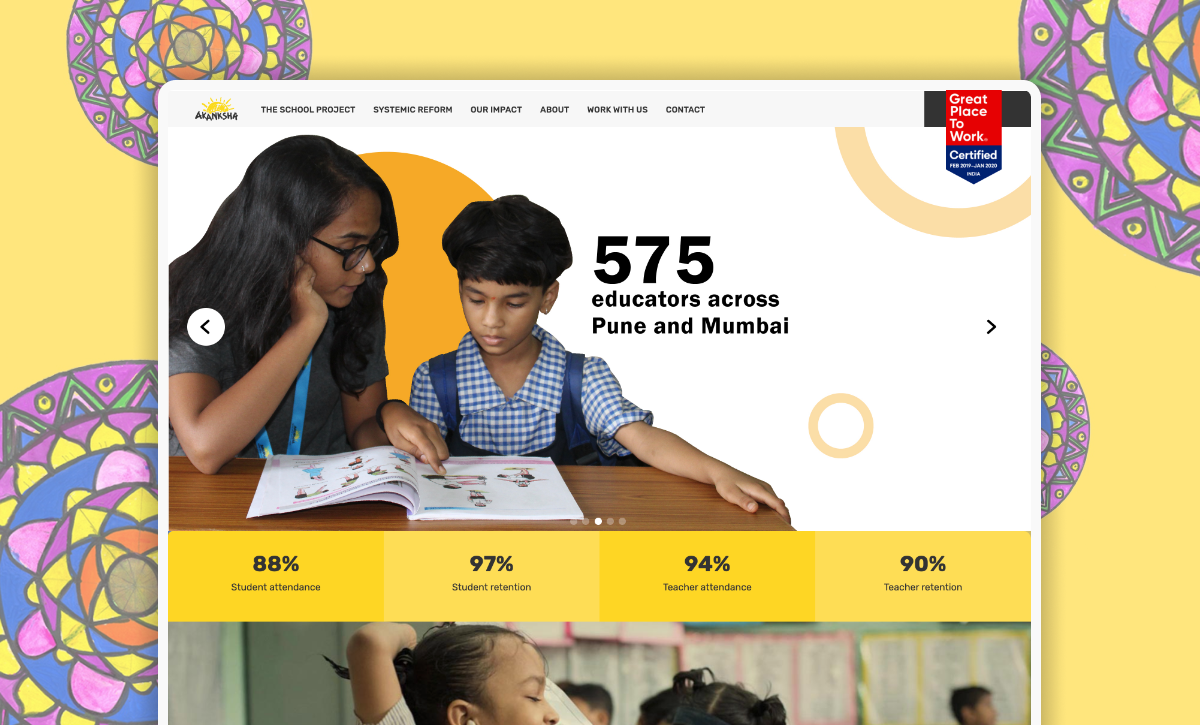 AKANKSHA
THE SCHOOL PROJECT
SYSTEMIC REFORM
OUR IMPACT
ABOUT
WORK WITH US
CONTACT
Great
Place
To
Work.
Certified
FEB 2019–JAN 2020
INDIA
575
educators across
Pune and Mumbai
88%
Student attendance
97%
Student retention
94%
Teacher attendance
90%
Teacher retention